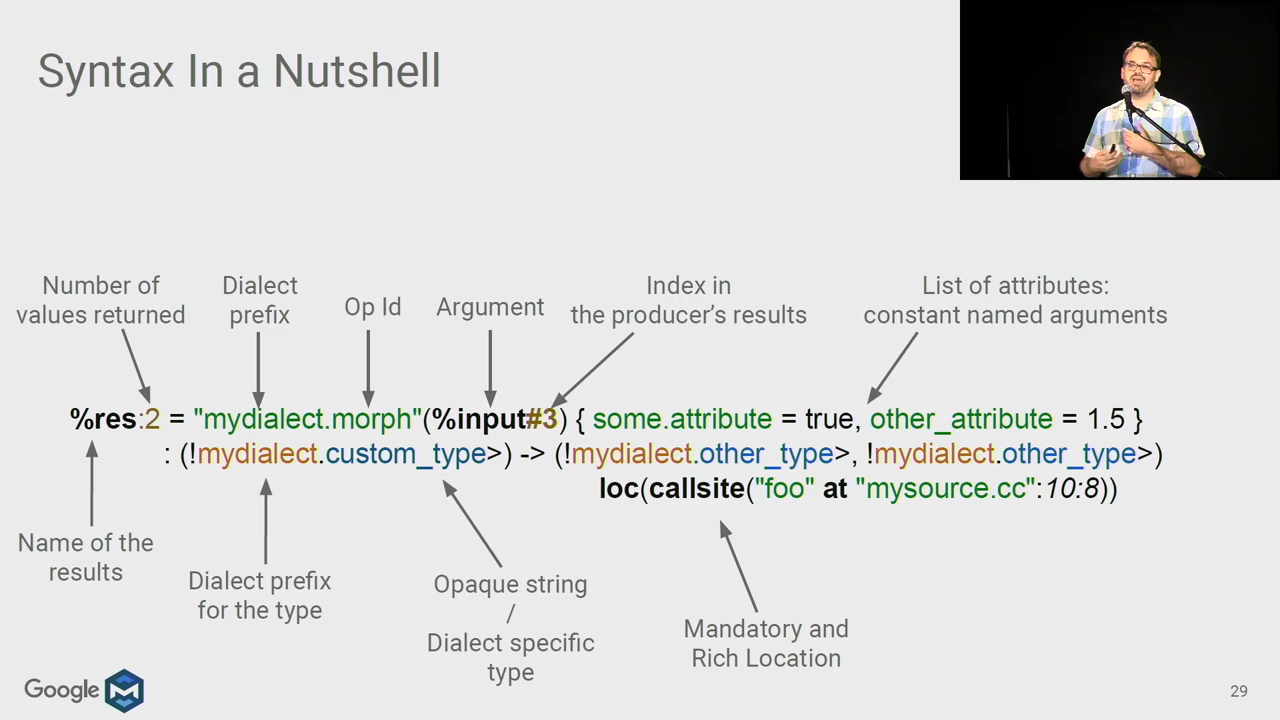 Syntax In a Nutshell
Number of
values returned
Dialect
prefix
Op Id
Argument
Index in
the producer's results
List of attributes:
constant named arguments
%res:2 = "mydialect.morph"(%input#3) { some.attribute = true, other_attribute = 1.5 }
: (!mydialect.custom_type>) -> (!mydialect.other_type>, !mydialect.other_type>)
loc(callsite("foo" at "mysource.cc":10:8))
Name of the
results
Dialect prefix
for the type
Opaque string
/
Dialect specific
type
Mandatory and
Rich Location
Google
29